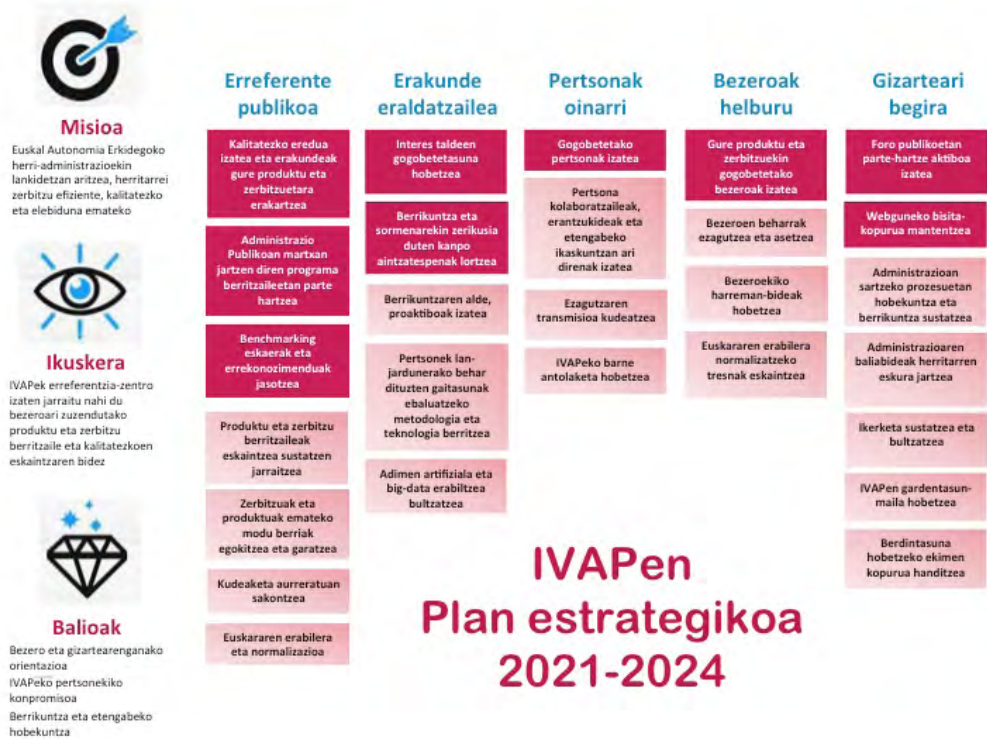 Misioa
Euskal Autonomia Erkidegoko
herri-administrazioekin
lankidetzan aritzea, herritarrei
zerbitzu efiziente, kalitatezko
eta elebiduna emateko
Ikuskera
IVAPek erreferentzia-zentro
izaten jarraitu nahi du
bezeroari zuzendutako
produktu eta zerbitzu
berritzaile eta kalitatezkoen
eskaintzaren bidez
Balioak
Bezero eta gizartearenganako
orientazioa
IVAPeko pertsonekiko
konpromisoa
Berrikuntza eta etengabeko
hobekuntza
Erreferente
publikoa
Kalitatezko eredua
izatea eta erakundeak
gure produktu eta
zerbitzuetara
erakartzea
Administrazio
Publikoan martxan
jartzen diren programa
berritzaileetan parte
hartzea
Benchmarking
eskaerak eta
errekonozimenduak
jasotzea
Produktu eta zerbitzu
berritzaileak
eskaintza sustatzen
jarraitzea
Zerbitzuak eta
produktuak emateko
modu berriak
egokitzea eta garatzea
Kudeaketa aurreratuan
sakontzea
Euskararen erabilera
eta normalizazioa
Erakunde
eraldatzailea
Interes taldeen
gogobetetasuna
hobetzea
Berrikuntza eta
sormenarekin zerikusia
duten kanpo
aintzatespenak lortzea
Berrikuntzaren alde,
proaktiboak izatea
Pertsonek lan-
jardunerako behar
dituzten gaitasunak
ebaluatzeko
metodologia eta
teknologia berritzea
Adimen artifiziala eta
big-data erabiltzea
bultzatzea
Pertsonak
oinarri
Gogobetetako
pertsonak izatea
Pertsona
kolaboratzaileak,
erantzukideak eta
etengabeko
ikaskuntzan ari
direnak izatea
Ezagutzaren
transmisioa kudeatzea
IVAPeko barne
antolaketa hobetzea
Bezeroak
helburu
Gure produktu eta
zerbitzuekin
gogobetetako
bezeroak izatea
Bezeroen beharrak
ezagutzea eta asetzea
Bezeroekiko
harreman-bideak
hobetzea
Euskararen erabilera
normalizatzeko
tresnak eskaintzea
Gizarteari
begira
Foro publikoetan
parte-hartze aktiboa
izatea
Webguneko bisita-
kopurua mantentzea
Administrazioan
sartzeko prozesuetan
hobekuntza eta
berrikuntza sustatzea
Administrazioaren
baliabideak herritarren
eskura jartzea
Ikerketa sustatzea eta
bultzatzea
IVAPen gardentasun-
maila hobetzea
Berdintasuna
hobetzeko ekimen
kopurua handitzea
IVAPen
Plan estrategikoa
2021-2024